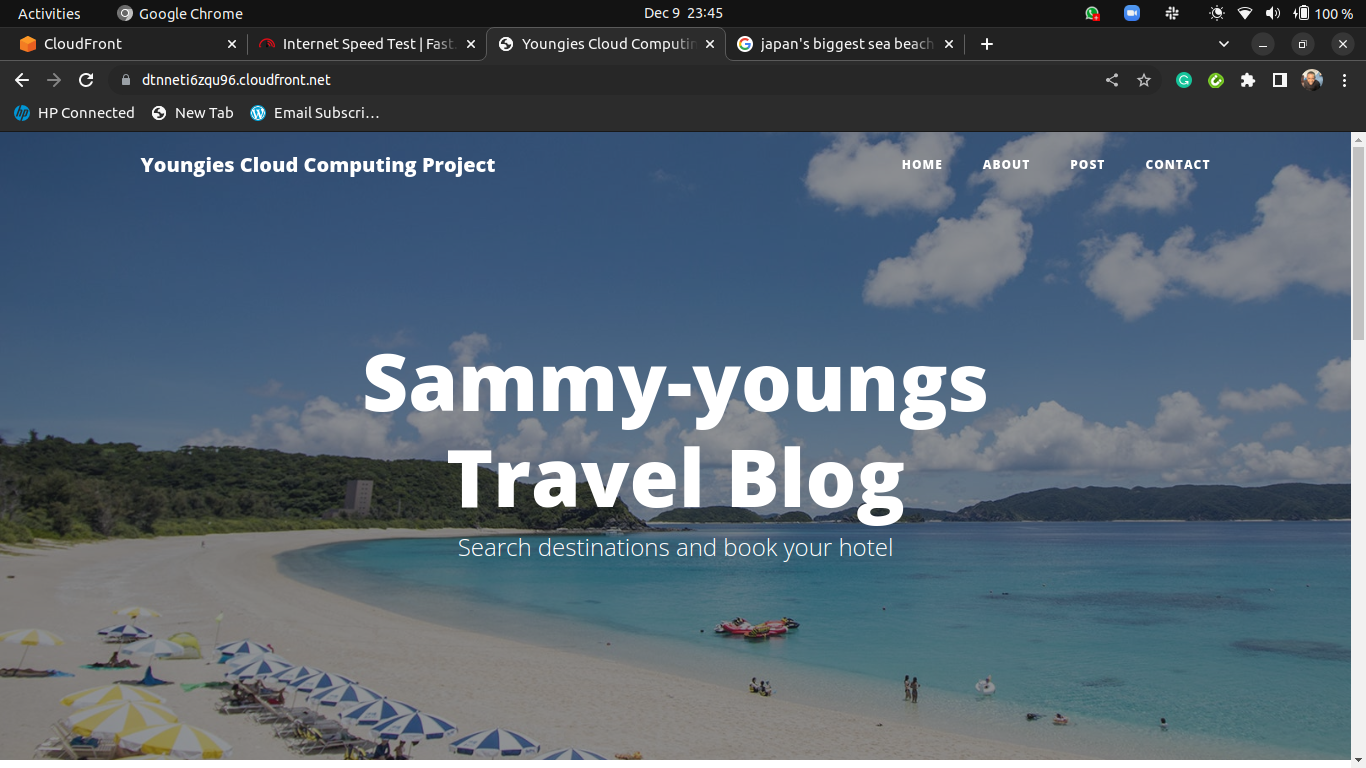 Activities
Google Chrome
Dec 9 23:45
100 %
CloudFront
Internet Speed Test | Fast.
Youngies Cloud Computin
japan's biggest sea beach
dtnneti6zqu96.cloudfront.net
HP Connected
New Tab
Email Subscri…
Youngies Cloud Computing Project
HOME
ABOUT
POST
CONTACT
Sammy-youngs
Travel Blog
Search destinations and book your hotel